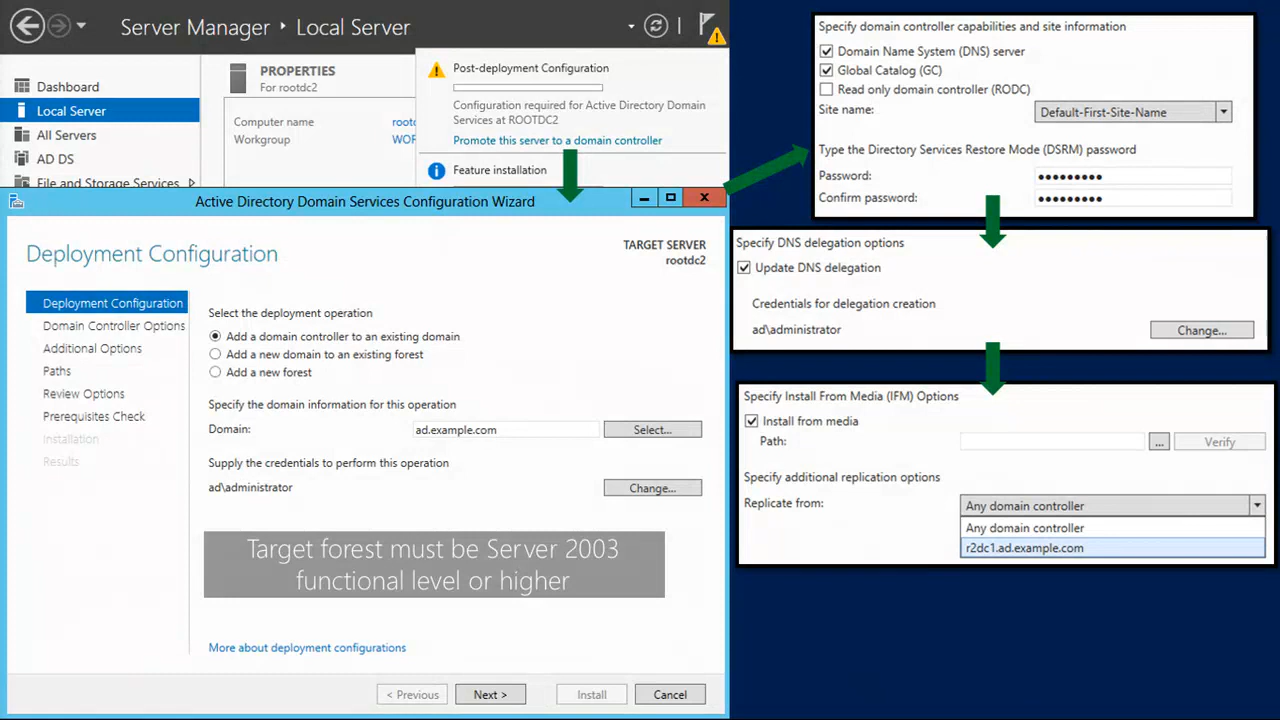 Server Manager ▸ Local Server
Dashboard
Local Server
All Servers
AD DS
File and Storage Services
PROPERTIES
For rootdc2
Computer name
rootc
Workgroup
WOR
Post-deployment Configuration
Configuration required for Active Directory Domain
Services at ROOTDC2
Promote this server to a domain controller
Feature installation
Active Directory Domain Services Configuration Wizard
Deployment Configuration
TARGET SERVER
rootdc2
Deployment Configuration
Domain Controller Options
Additional Options
Paths
Review Options
Prerequisites Check
Installation
Results
Select the deployment operation
Add a domain controller to an existing domain
Add a new domain to an existing forest
Add a new forest
Specify the domain information for this operation
Domain: ad.example.com Select...
Supply the credentials to perform this operation
ad\administrator Change...
Target forest must be Server 2003
functional level or higher
More about deployment configurations
< Previous Next > Install Cancel
Specify domain controller capabilities and site information
Domain Name System (DNS) server
Global Catalog (GC)
Read only domain controller (RODC)
Site name: Default-First-Site-Name
Type the Directory Services Restore Mode (DSRM) password
Password: •••••••••
Confirm password: •••••••••
Specify DNS delegation options
Update DNS delegation
Credentials for delegation creation
ad\administrator Change...
Specify Install From Media (IFM) Options
Install from media
Path: ... Verify
Specify additional replication options
Replicate from: Any domain controller
Any domain controller
r2dc1.ad.example.com